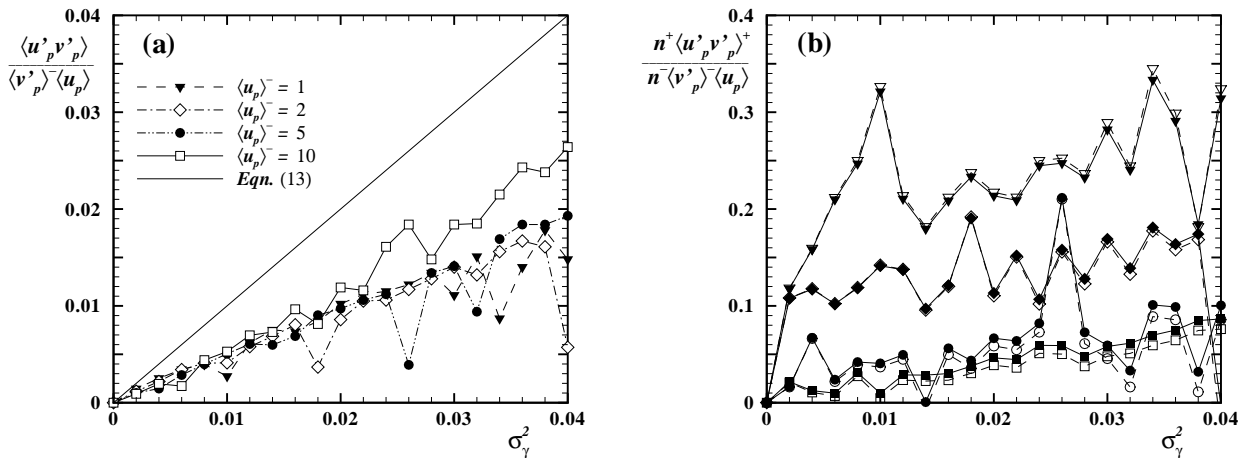 (a)
⟨u'ₚv'ₚ⟩
⟨v'ₚ⟩⁻⟨uₚ⟩
0.04
0.03
0.02
0.01
0
⟨uₚ⟩⁻ = 1
⟨uₚ⟩⁻ = 2
⟨uₚ⟩⁻ = 5
⟨uₚ⟩⁻ = 10
Eqn. (13)
0 0.01 0.02 0.03 0.04
σ²ᵧ
(b)
n⁺⟨u'ₚv'ₚ⟩⁺
n⁻⟨v'ₚ⟩⁻⟨uₚ⟩
0.4
0.3
0.2
0.1
0
0 0.01 0.02 0.03 0.04
σ²ᵧ